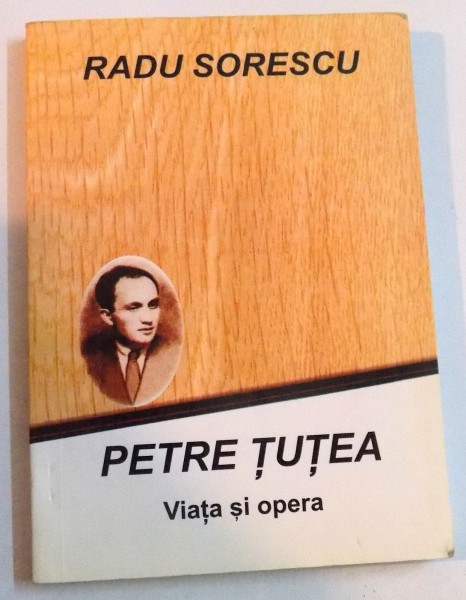 RADU SORESCU
PETRE ȚUȚEA
Viața și opera